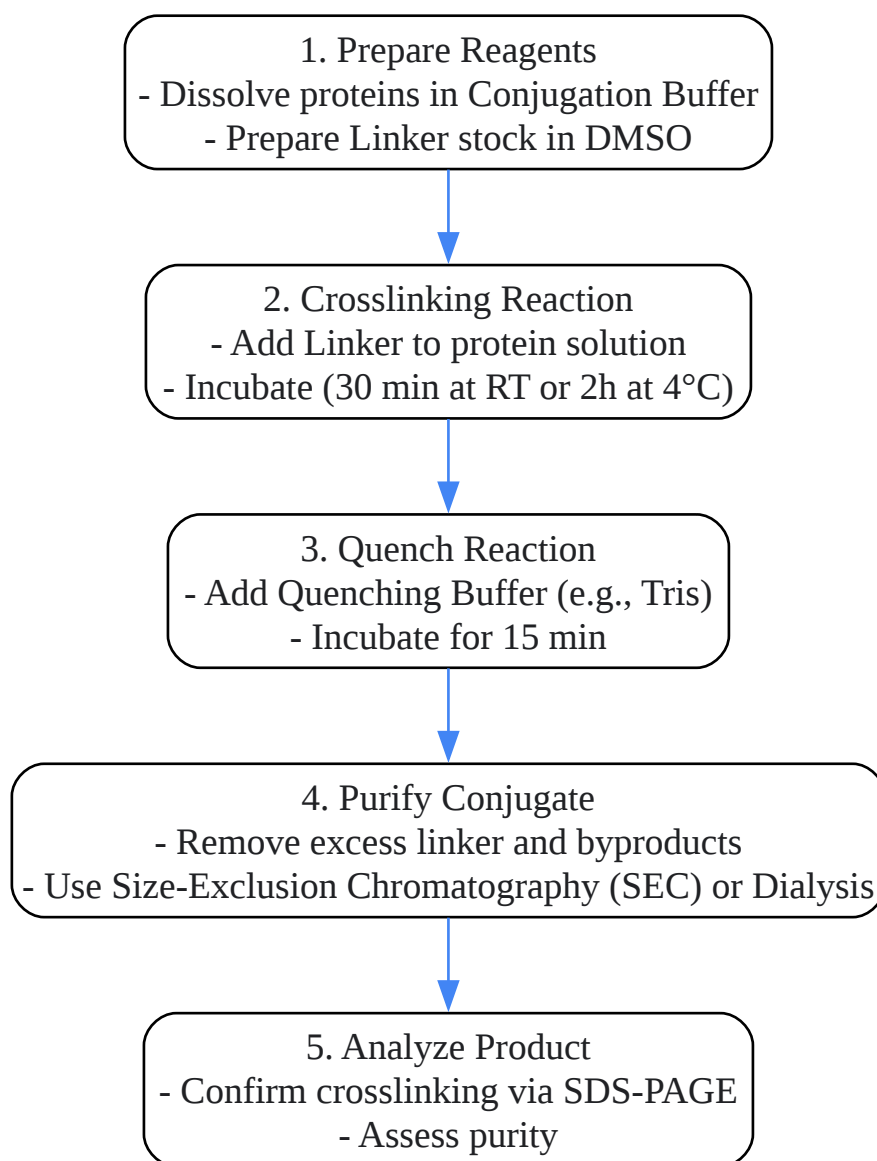 1. Prepare Reagents
- Dissolve proteins in Conjugation Buffer
- Prepare Linker stock in DMSO
2. Crosslinking Reaction
- Add Linker to protein solution
- Incubate (30 min at RT or 2h at 4°C)
3. Quench Reaction
- Add Quenching Buffer (e.g., Tris)
- Incubate for 15 min
4. Purify Conjugate
- Remove excess linker and byproducts
- Use Size-Exclusion Chromatography (SEC) or Dialysis
5. Analyze Product
- Confirm crosslinking via SDS-PAGE
- Assess purity